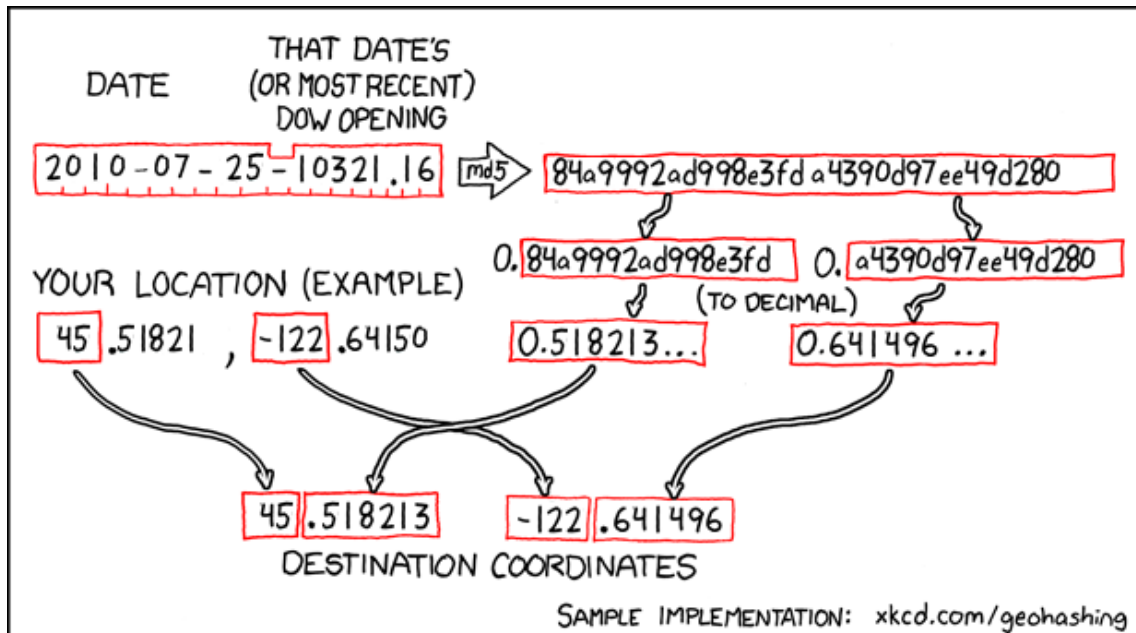 DATE
THAT DATE'S
(OR MOST RECENT)
DOW OPENING
2010-07-25-10321.16
md5
84a9992ad998e3fd a4390d97ee49d280
0. 84a9992ad998e3fd
0. a4390d97ee49d280
YOUR LOCATION (EXAMPLE)
(TO DECIMAL)
45 .51821 , -122 .64150
0.518213...
0.641496 ...
45 .518213
-122 .641496
DESTINATION COORDINATES
SAMPLE IMPLEMENTATION: xkcd.com/geohashing